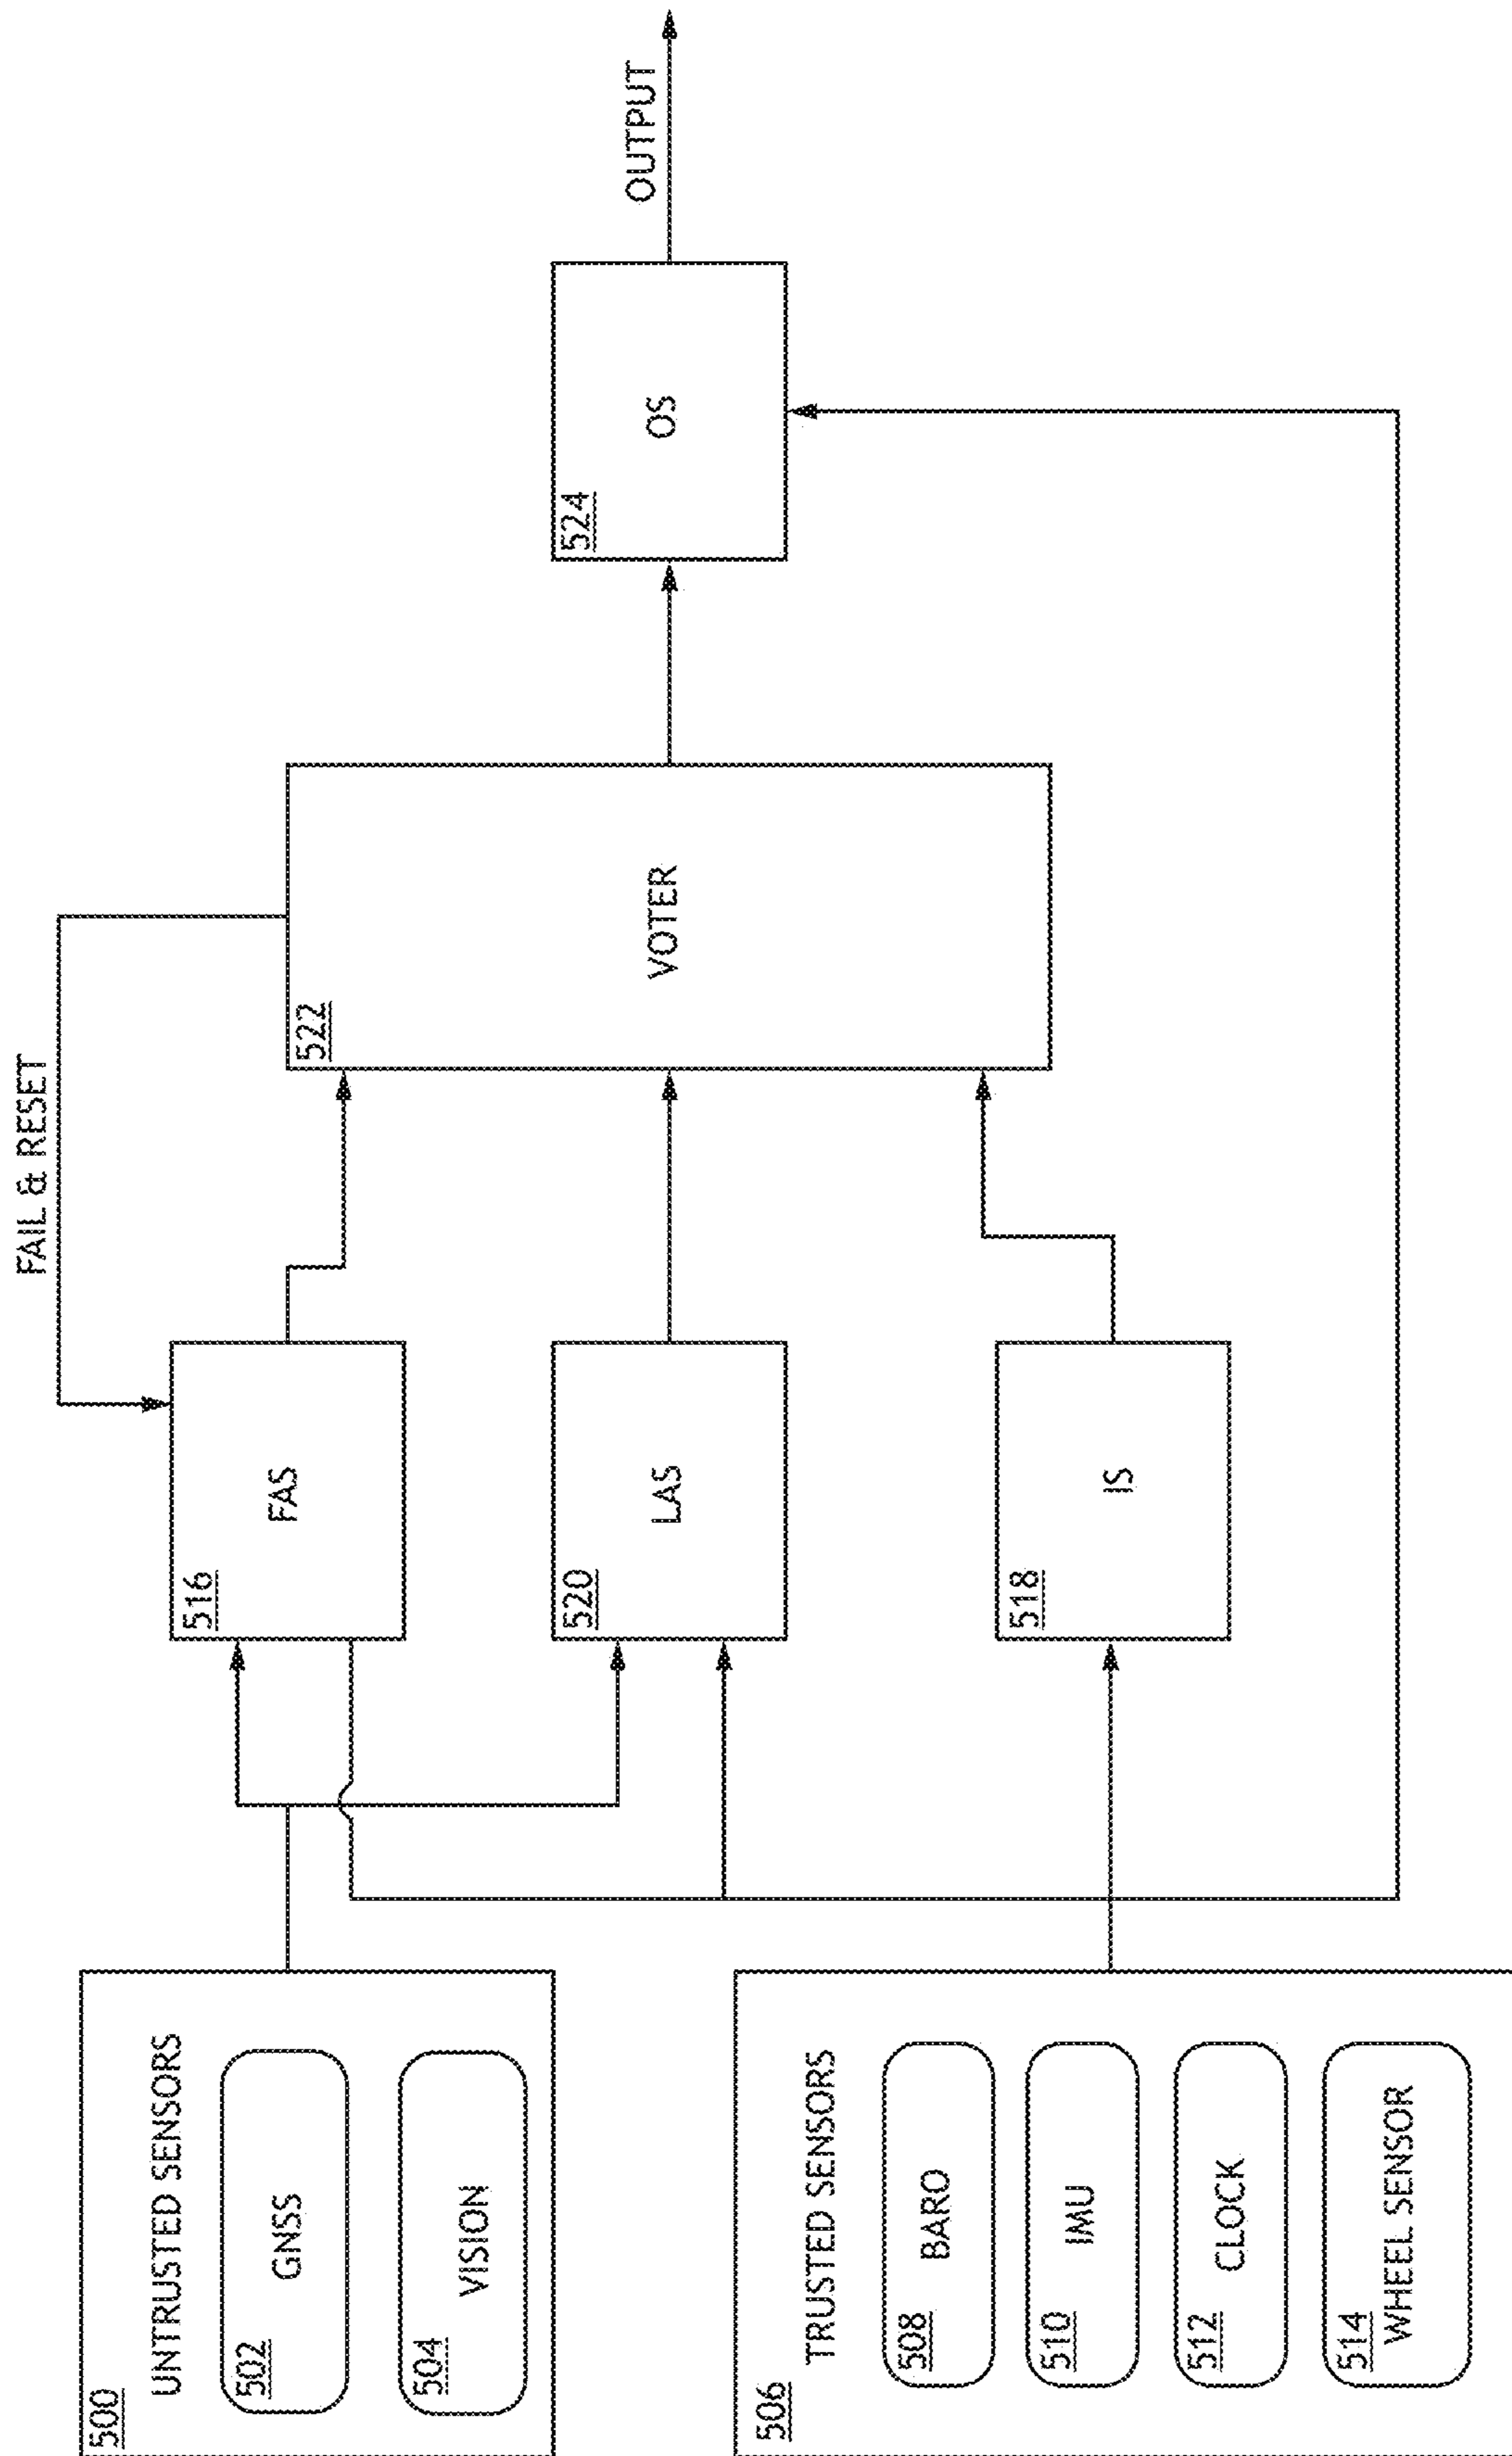 500
UNTRUSTED SENSORS
502
GNSS
504
VISION
506
TRUSTED SENSORS
508
BARO
510
IMU
512
CLOCK
514
WHEEL SENSOR
516
FAS
520
LAS
518
IS
FAIL & RESET
522
VOTER
524
OS
OUTPUT